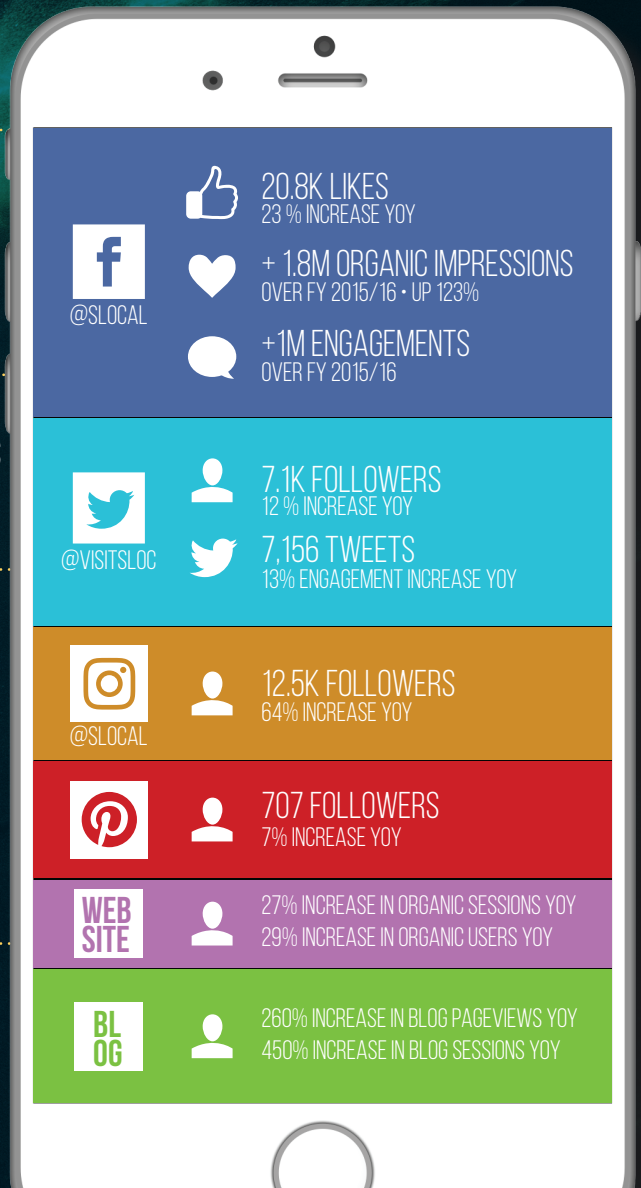 20.8K LIKES
23 % INCREASE YOY
+ 1.8M ORGANIC IMPRESSIONS
OVER FY 2015/16 • UP 123%
+1M ENGAGEMENTS
OVER FY 2015/16
@SLOCAL
7.1K FOLLOWERS
12 % INCREASE YOY
7,156 TWEETS
13% ENGAGEMENT INCREASE YOY
@VISITSLOC
12.5K FOLLOWERS
64% INCREASE YOY
@SLOCAL
707 FOLLOWERS
7% INCREASE YOY
WEB
SITE
27% INCREASE IN ORGANIC SESSIONS YOY
29% INCREASE IN ORGANIC USERS YOY
BL
OG
260% INCREASE IN BLOG PAGEVIEWS YOY
450% INCREASE IN BLOG SESSIONS YOY